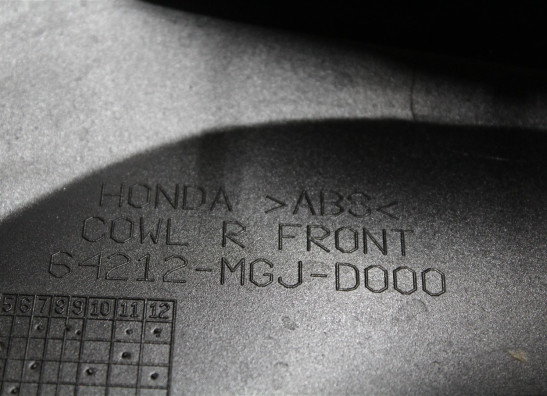 HONDA >ABS<
COWL R FRONT
64212-MGJ-D000
5 6 7 8 9 10 11 12